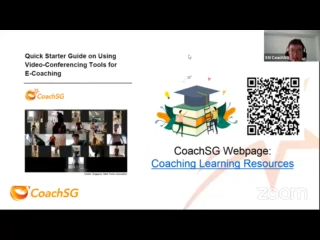 Quick Starter Guide on Using
Video-Conferencing Tools for
E-Coaching
CoachSG
CoachSG Webpage:
Coaching Learning Resources
CoachSG
zoom